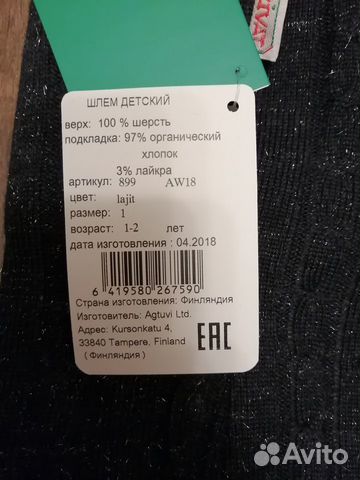 ШЛЕМ ДЕТСКИЙ
верх: 100 % шерсть
подкладка: 97% органический
хлопок
3% лайкра
артикул: 899 AW18
цвет: lajit
размер: 1
возраст: 1-2 лет
дата изготовления : 04.2018
6 419580 267590
Страна изготовления: Финляндия
Изготовитель: Agtuvi Ltd.
Адрес: Kursonkatu 4,
33840 Tampere, Finland
( Финляндия )
EAC
Avito